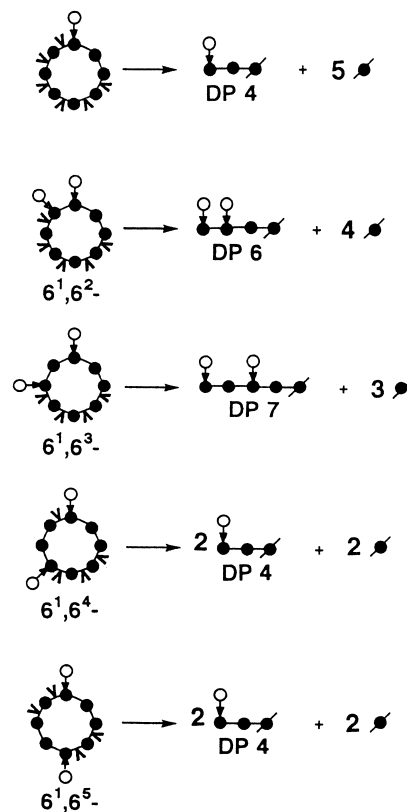 + 5
DP 4
+ 4
DP 6
6¹,6²-
+ 3
DP 7
6¹,6³-
2 + 2
DP 4
6¹,6⁴-
2 + 2
DP 4
6¹,6⁵-